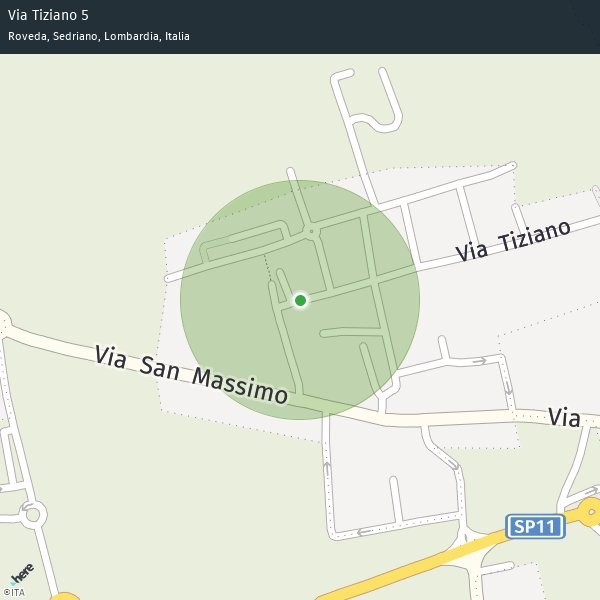 Via Tiziano 5
Roveda, Sedriano, Lombardia, Italia
Via Tiziano
Via San Massimo
Via
SP11
here
©ITA